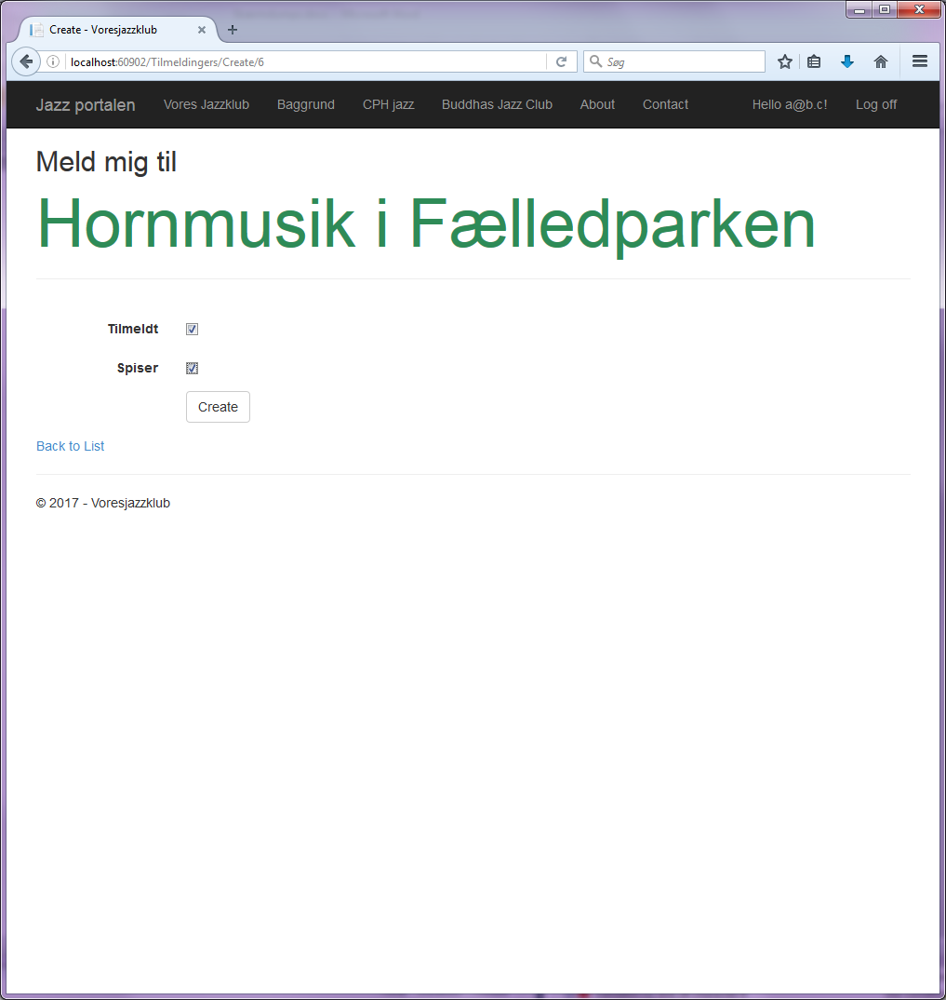 Create - Voresjazzklub
localhost:60902/Tilmeldingers/Create/6
Søg
Jazz portalen Vores Jazzklub Baggrund CPH jazz Buddhas Jazz Club About Contact Hello a@b.c! Log off
Meld mig til
Hornmusik i Fælledparken
Tilmeldt
Spiser
Create
Back to List
© 2017 - Voresjazzklub